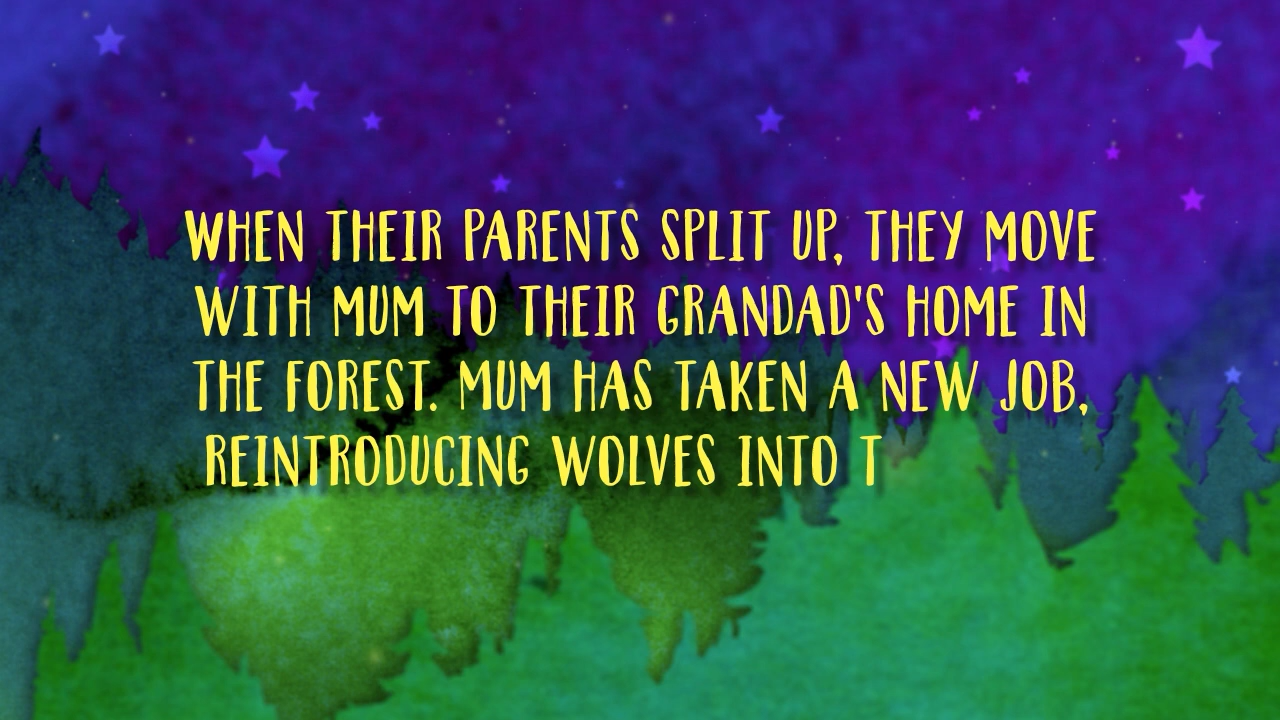 WHEN THEIR PARENTS SPLIT UP, THEY MOVE
WITH MUM TO THEIR GRANDAD'S HOME IN
THE FOREST. MUM HAS TAKEN A NEW JOB,
REINTRODUCING WOLVES INTO T